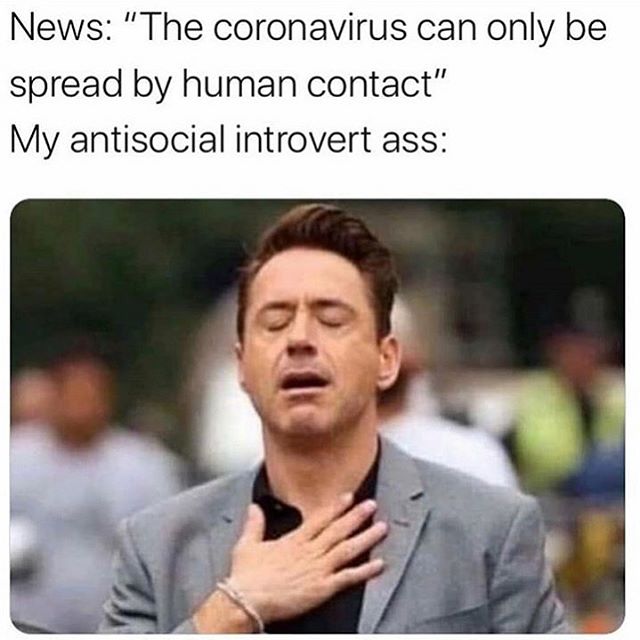 News: "The coronavirus can only be
spread by human contact"
My antisocial introvert ass: